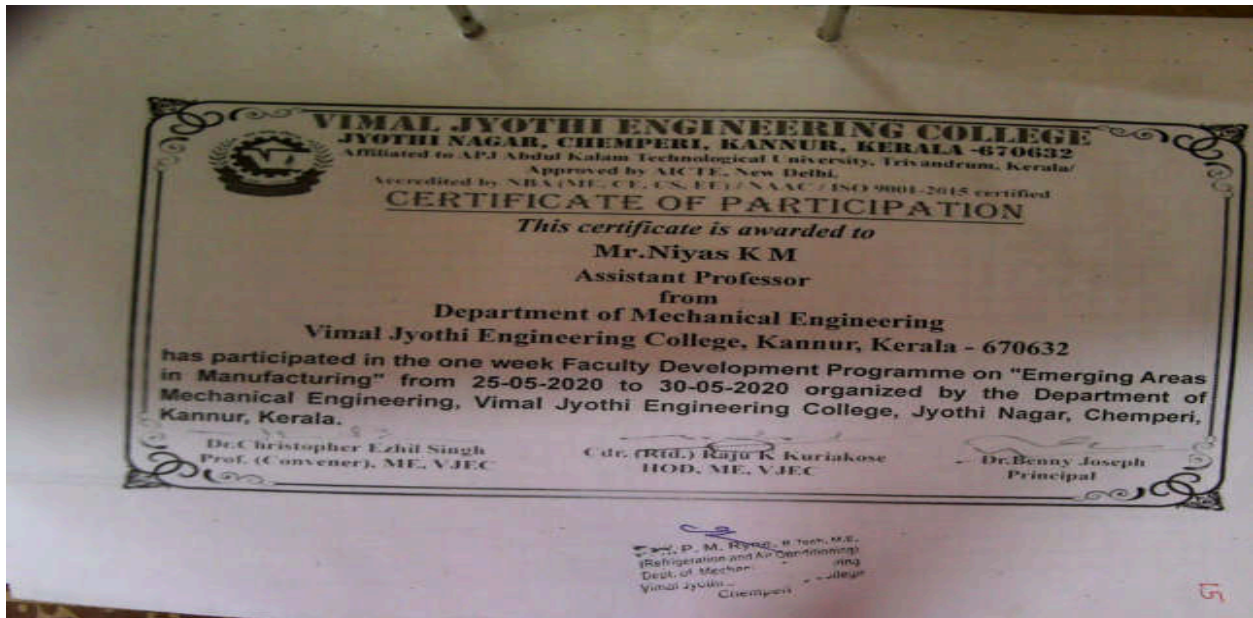 VIMAL JYOTHI ENGINEERING COLLEGE
JYOTHI NAGAR, CHEMPERI, KANNUR, KERALA -670632
Affiliated to APJ Abdul Kalam Technological University, Trivandrum, Kerala/
Approved by AICTE, New Delhi,
Accredited by NBA (ME, CE, CS, EE) / NAAC / ISO 9001-2015 certified
CERTIFICATE OF PARTICIPATION
This certificate is awarded to
Mr.Niyas K M
Assistant Professor
from
Department of Mechanical Engineering
Vimal Jyothi Engineering College, Kannur, Kerala - 670632
has participated in the one week Faculty Development Programme on "Emerging Areas
in Manufacturing" from 25-05-2020 to 30-05-2020 organized by the Department of
Mechanical Engineering, Vimal Jyothi Engineering College, Jyothi Nagar, Chemperi,
Kannur, Kerala.
Dr.Christopher Ezhil Singh
Prof. (Convener), ME, VJEC
Cdr. (Rtd.) Raju K Kuriakose
HOD, ME, VJEC
Dr.Benny Joseph
Principal
P. M. B.Tech, M.E.
(Refrigeration and Air Conditioning)
Dept. of
Vimal
Chemperi
15